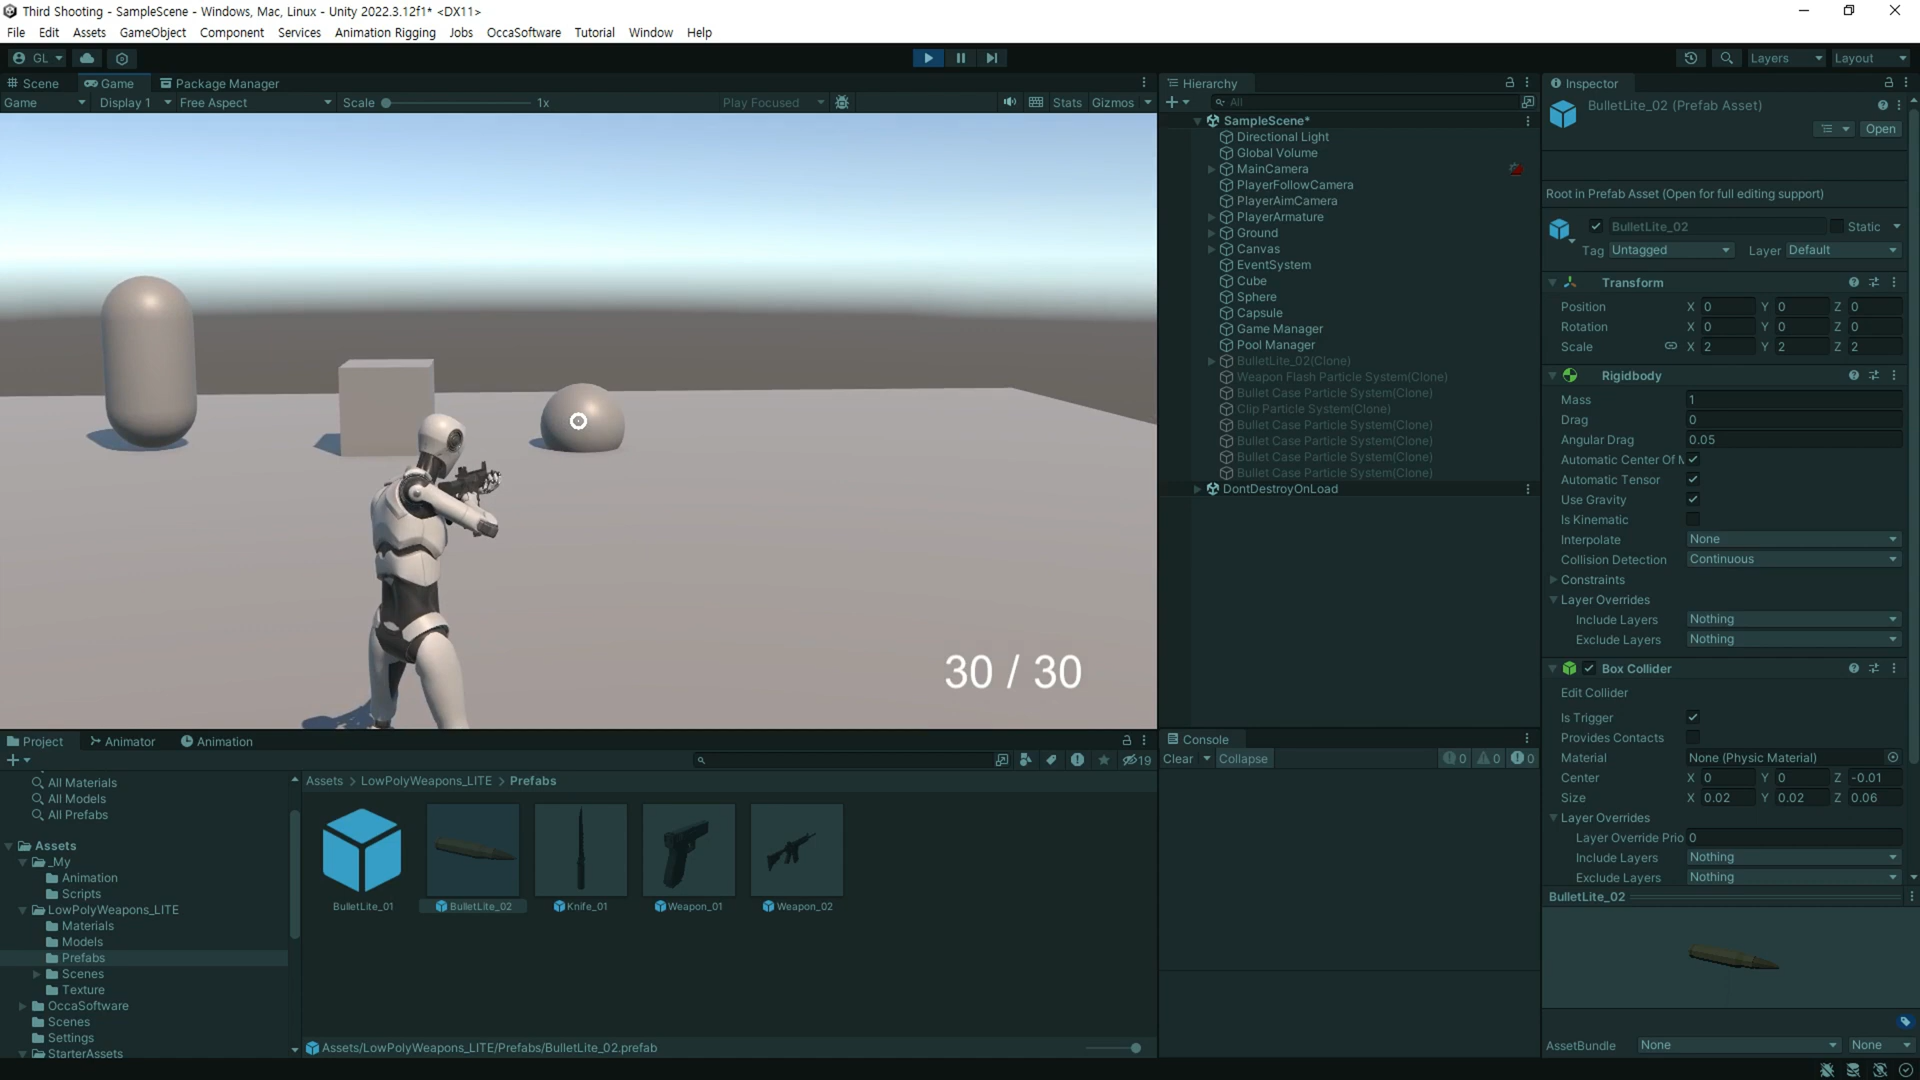 Third Shooting - SampleScene - Windows, Mac, Linux - Unity 2022.3.12f1* <DX11>
File Edit Assets GameObject Component Services Animation Rigging Jobs OccaSoftware Tutorial Window Help
GL Layers Layout
Scene Game Package Manager
Game Display 1 Free Aspect Scale 1x Play Focused Stats Gizmos
30 / 30
Hierarchy
All
SampleScene*
Directional Light
Global Volume
MainCamera
PlayerFollowCamera
PlayerAimCamera
PlayerArmature
Ground
Canvas
EventSystem
Cube
Sphere
Capsule
Game Manager
Pool Manager
BulletLite_02(Clone)
Weapon Flash Particle System(Clone)
Bullet Case Particle System(Clone)
Clip Particle System(Clone)
Bullet Case Particle System(Clone)
Bullet Case Particle System(Clone)
Bullet Case Particle System(Clone)
Bullet Case Particle System(Clone)
DontDestroyOnLoad
Inspector
BulletLite_02 (Prefab Asset)
Open
Root in Prefab Asset (Open for full editing support)
BulletLite_02 Static
Tag Untagged Layer Default
Transform
Position X 0 Y 0 Z 0
Rotation X 0 Y 0 Z 0
Scale X 2 Y 2 Z 2
Rigidbody
Mass 1
Drag 0
Angular Drag 0.05
Automatic Center Of M
Automatic Tensor
Use Gravity
Is Kinematic
Interpolate None
Collision Detection Continuous
Constraints
Layer Overrides
Include Layers Nothing
Exclude Layers Nothing
Box Collider
Edit Collider
Is Trigger
Provides Contacts
Material None (Physic Material)
Center X 0 Y 0 Z -0.01
Size X 0.02 Y 0.02 Z 0.06
Layer Overrides
Layer Override Prio 0
Include Layers Nothing
Exclude Layers Nothing
BulletLite_02
AssetBundle None None
Project Animator Animation
19
All Materials
All Models
All Prefabs
Assets
_My
Animation
Scripts
LowPolyWeapons_LITE
Materials
Models
Prefabs
Scenes
Texture
OccaSoftware
Scenes
Settings
StarterAssets
Assets > LowPolyWeapons_LITE > Prefabs
BulletLite_01 BulletLite_02 Knife_01 Weapon_01 Weapon_02
Assets/LowPolyWeapons_LITE/Prefabs/BulletLite_02.prefab
Console
Clear Collapse 0 0 0